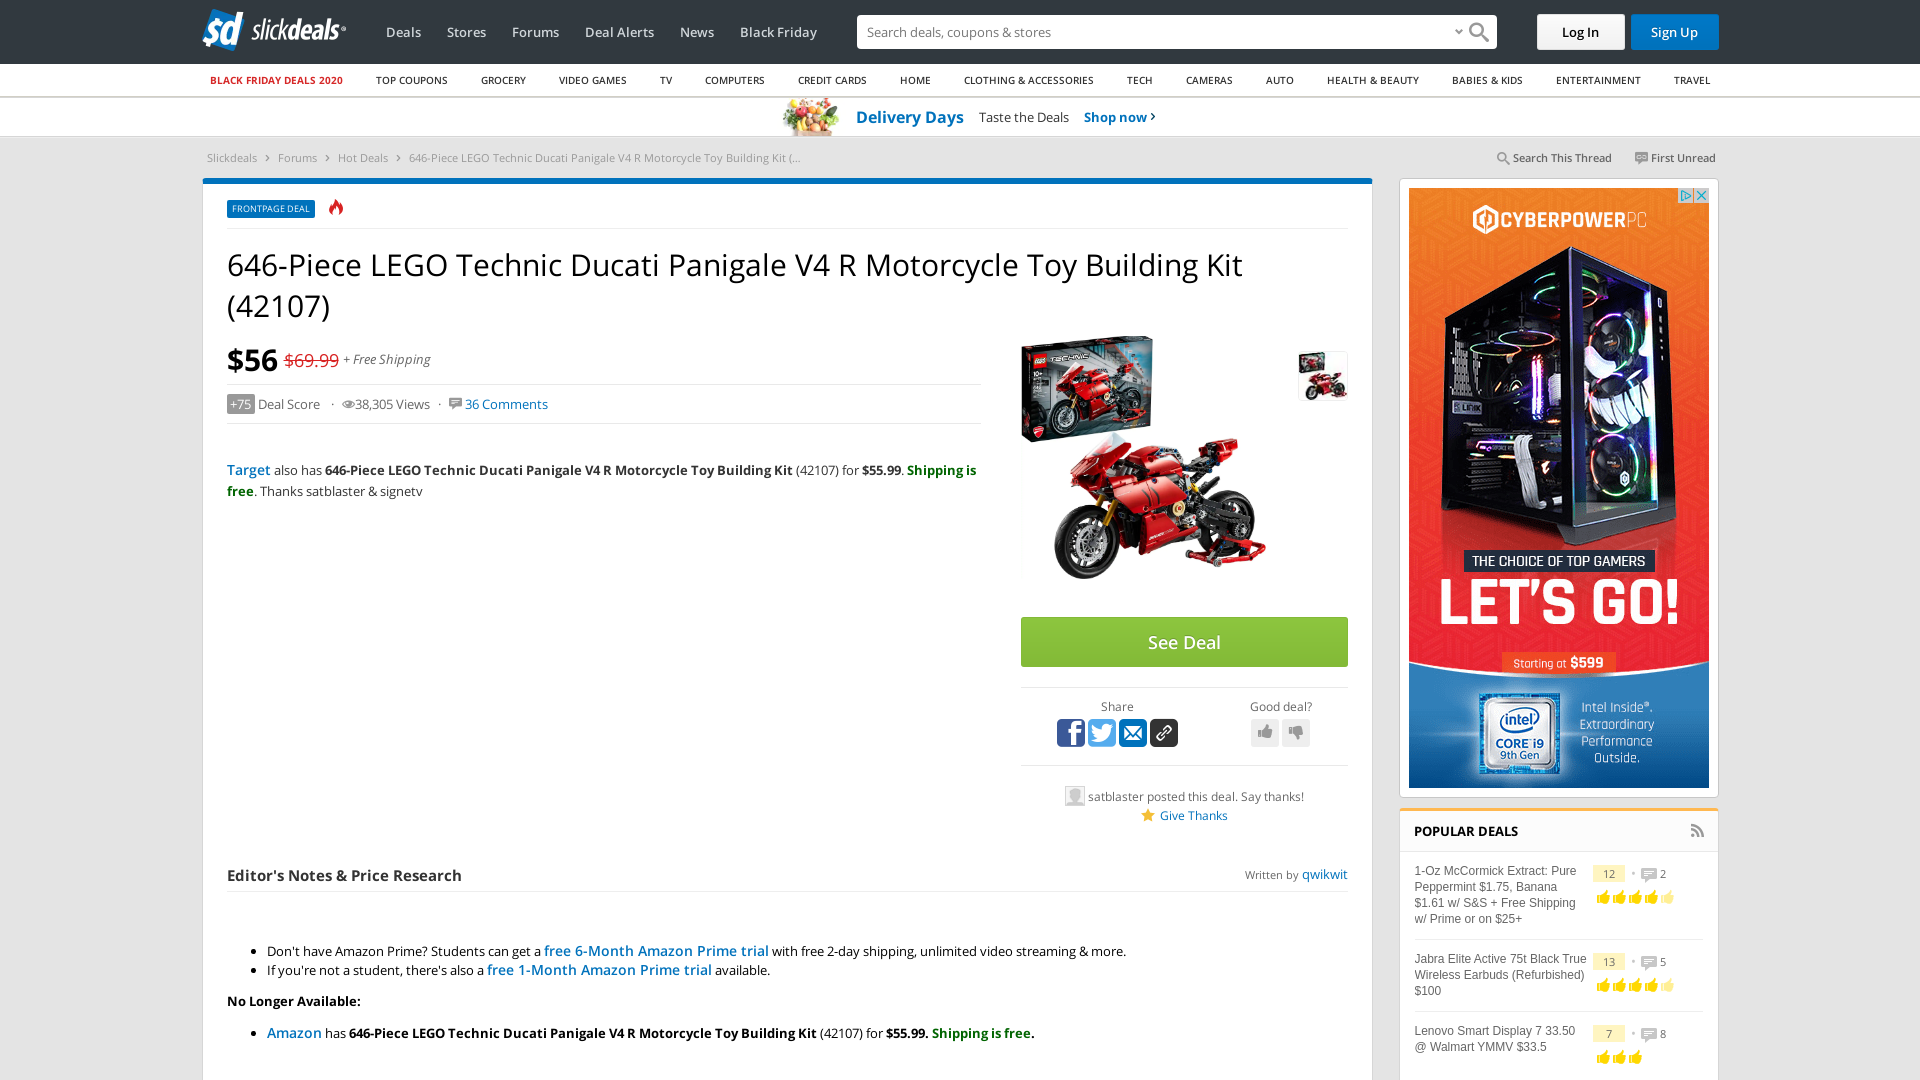 slickdeals
Deals
Stores
Forums
Deal Alerts
News
Black Friday
Search deals, coupons & stores
Log In
Sign Up
BLACK FRIDAY DEALS 2020
TOP COUPONS
GROCERY
VIDEO GAMES
TV
COMPUTERS
CREDIT CARDS
HOME
CLOTHING & ACCESSORIES
TECH
CAMERAS
AUTO
HEALTH & BEAUTY
BABIES & KIDS
ENTERTAINMENT
TRAVEL
Delivery Days Taste the Deals Shop now
Slickdeals > Forums > Hot Deals > 646-Piece LEGO Technic Ducati Panigale V4 R Motorcycle Toy Building Kit (...
Search This Thread
First Unread
FRONTPAGE DEAL
646-Piece LEGO Technic Ducati Panigale V4 R Motorcycle Toy Building Kit
(42107)
$56 $69.99 + Free Shipping
+75 Deal Score · 38,305 Views · 36 Comments
Target also has 646-Piece LEGO Technic Ducati Panigale V4 R Motorcycle Toy Building Kit (42107) for $55.99. Shipping is
free. Thanks satblaster & signetv
See Deal
Share
Good deal?
satblaster posted this deal. Say thanks!
Give Thanks
Editor's Notes & Price Research
Written by qwikwit
• Don't have Amazon Prime? Students can get a free 6-Month Amazon Prime trial with free 2-day shipping, unlimited video streaming & more.
• If you're not a student, there's also a free 1-Month Amazon Prime trial available.
No Longer Available:
• Amazon has 646-Piece LEGO Technic Ducati Panigale V4 R Motorcycle Toy Building Kit (42107) for $55.99. Shipping is free.
CYBERPOWERPC
THE CHOICE OF TOP GAMERS
LET'S GO!
Starting at $599
intel
CORE i9
9th Gen
Intel Inside®.
Extraordinary
Performance
Outside.
POPULAR DEALS
1-Oz McCormick Extract: Pure
Peppermint $1.75, Banana
$1.61 w/ S&S + Free Shipping
w/ Prime or on $25+
12 • 2
Jabra Elite Active 75t Black True
Wireless Earbuds (Refurbished)
$100
13 • 5
Lenovo Smart Display 7 33.50
@ Walmart YMMV $33.5
7 • 8